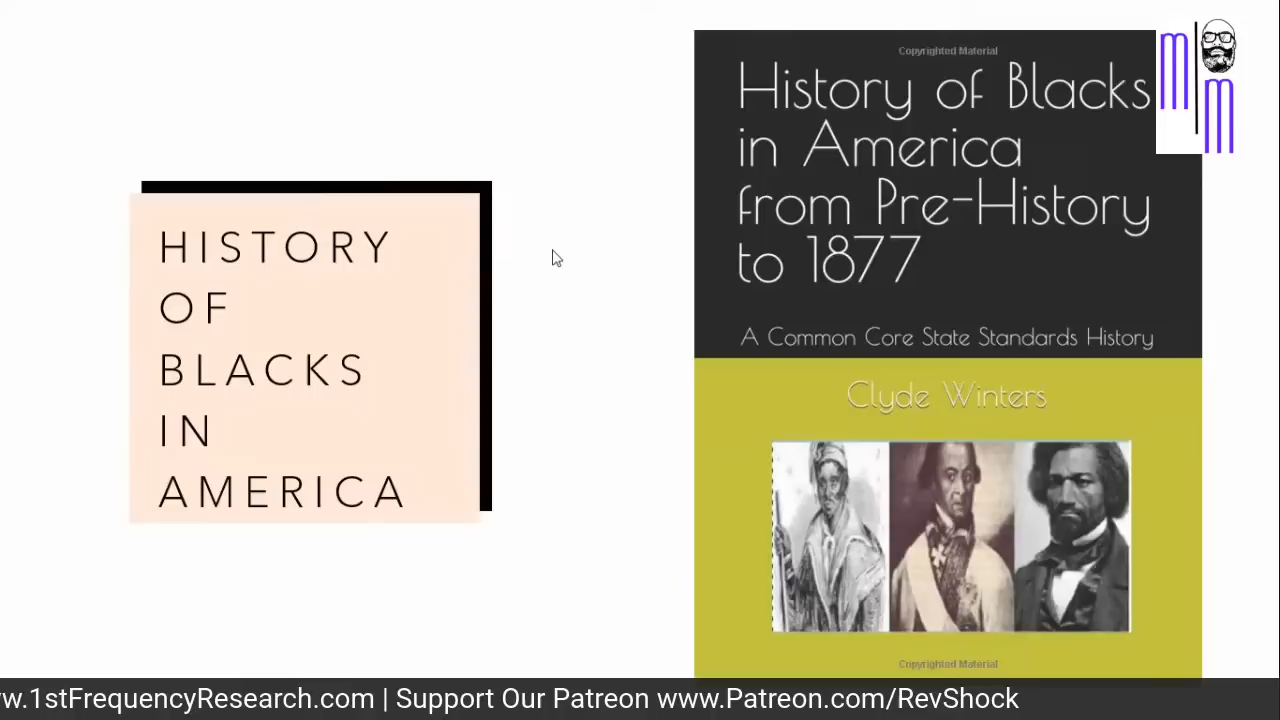 HISTORY
OF
BLACKS
IN
AMERICA
Copyrighted Material
History of Blacks
in America
from Pre-History
to 1877
A Common Core State Standards History
Clyde Winters
Copyrighted Material
m
m
w.1stFrequencyResearch.com | Support Our Patreon www.Patreon.com/RevShock